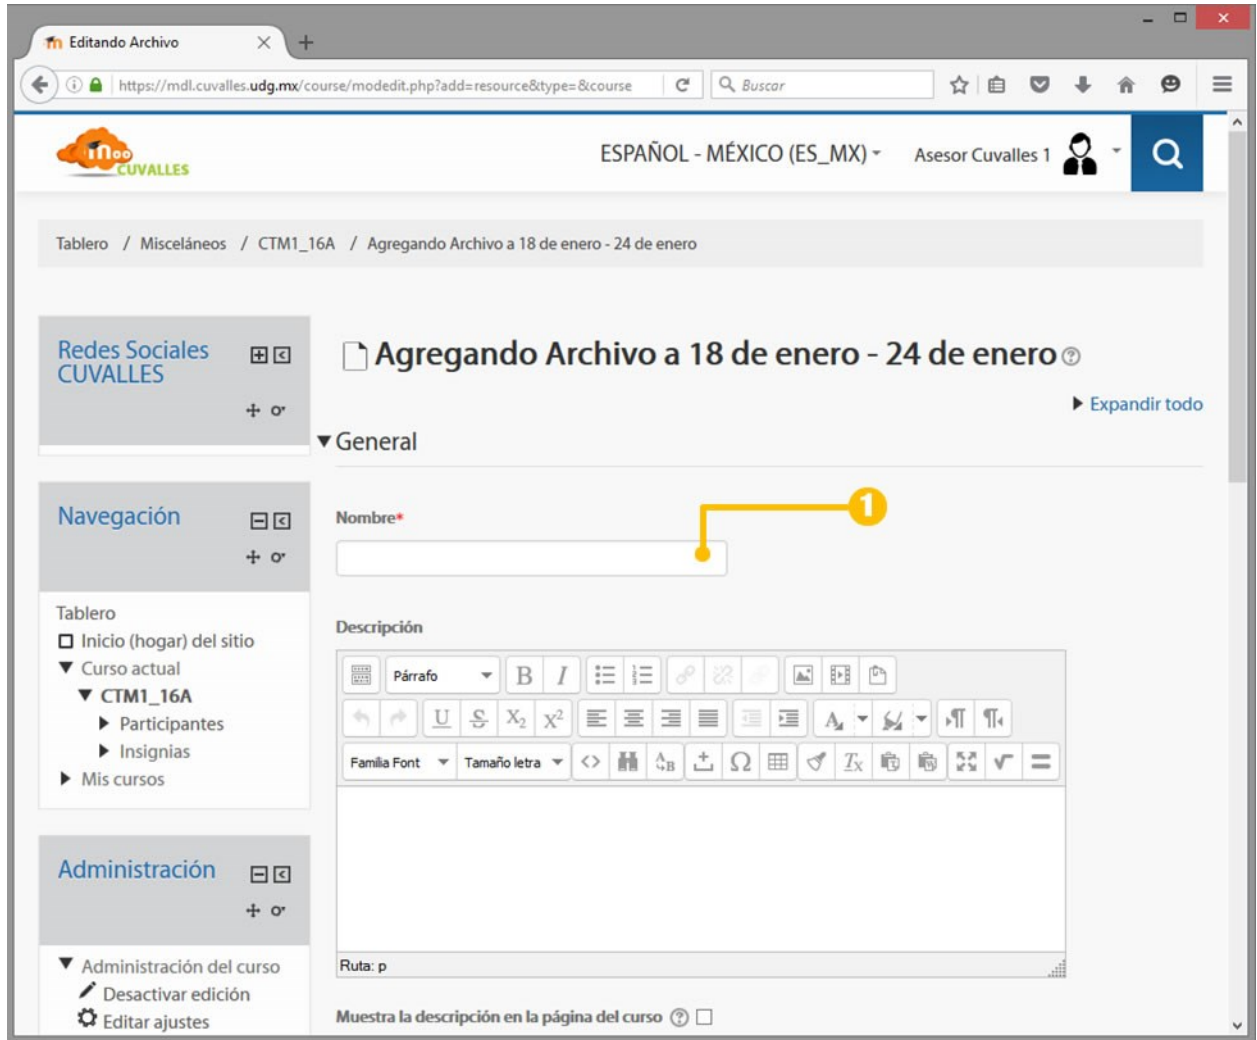 Editando Archivo
https://mdl.cuvalles.udg.mx/course/modedit.php?add=resource&type=&course
Buscar
moo
CUVALLES
ESPAÑOL - MÉXICO (ES_MX)
Asesor Cuvalles 1
Tablero / Misceláneos / CTM1_16A / Agregando Archivo a 18 de enero - 24 de enero
Redes Sociales
CUVALLES
Agregando Archivo a 18 de enero - 24 de enero
Expandir todo
General
Navegación
Nombre*
1
Tablero
Inicio (hogar) del sitio
Curso actual
CTM1_16A
Participantes
Insignias
Mis cursos
Descripción
Párrafo
Familia Font
Tamaño letra
Ruta: p
Administración
Administración del curso
Desactivar edición
Editar ajustes
Muestra la descripción en la página del curso